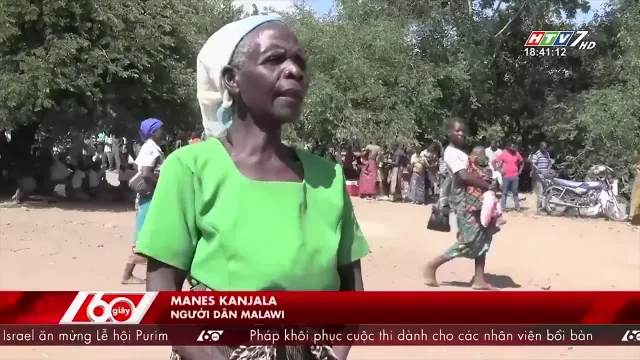 HTV7 HD
18:41:12
60 giây
MANES KANJALA
NGƯỜI DÂN MALAWI
Israel ăn mừng Lễ hội Purim 60s Pháp khôi phục cuộc thi dành cho các nhân viên bồi bàn